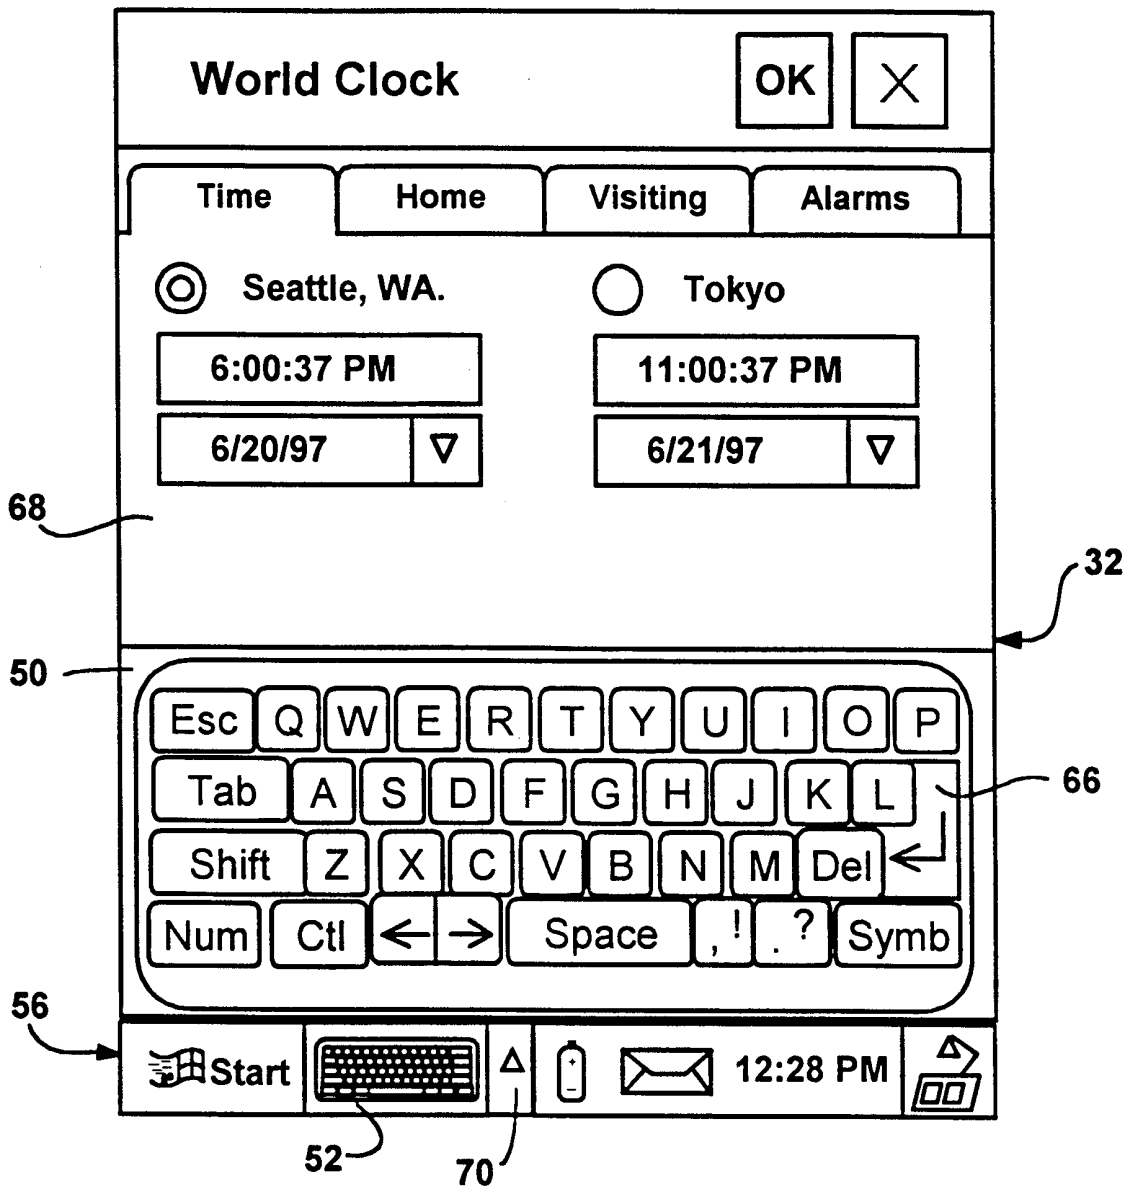 World Clock OK X
Time Home Visiting Alarms
Seattle, WA. Tokyo
6:00:37 PM 11:00:37 PM
6/20/97 6/21/97
68
32
50
Esc Q W E R T Y U I O P
Tab A S D F G H J K L
66
Shift Z X C V B N M Del
Num Ctl ← → Space , ! . ? Symb
56
Start 12:28 PM
52
70